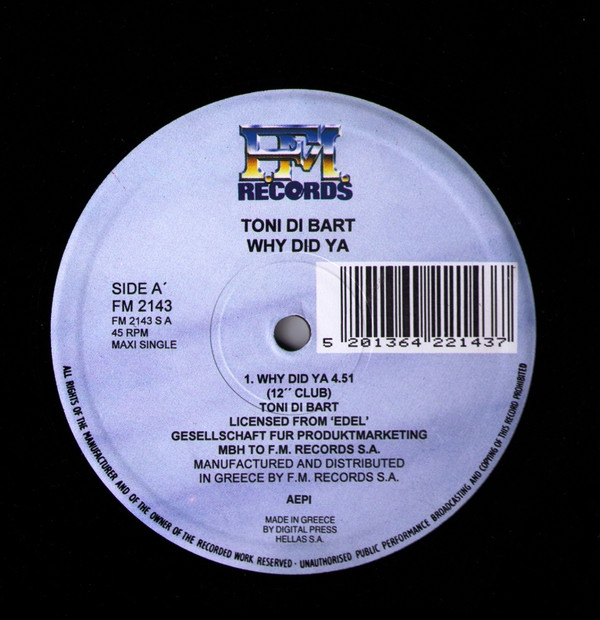 F.M.
RECORDS
TONI DI BART
WHY DID YA
SIDE A´
FM 2143
FM 2143 S A
45 RPM
MAXI SINGLE
5 201364 221437
1. WHY DID YA 4.51
(12´´ CLUB)
TONI DI BART
LICENSED FROM ‘EDEL’
GESELLSCHAFT FUR PRODUKTMARKETING
MBH TO F.M. RECORDS S.A.
MANUFACTURED AND DISTRIBUTED
IN GREECE BY F.M. RECORDS S.A.
AEPI
MADE IN GREECE
BY DIGITAL PRESS
HELLAS S.A.
ALL RIGHTS OF THE MANUFACTURER AND OF THE OWNER OF THE RECORDED WORK RESERVED · UNAUTHORISED PUBLIC PERFORMANCE BROADCASTING AND COPYING OF THIS RECORD PROHIBITED